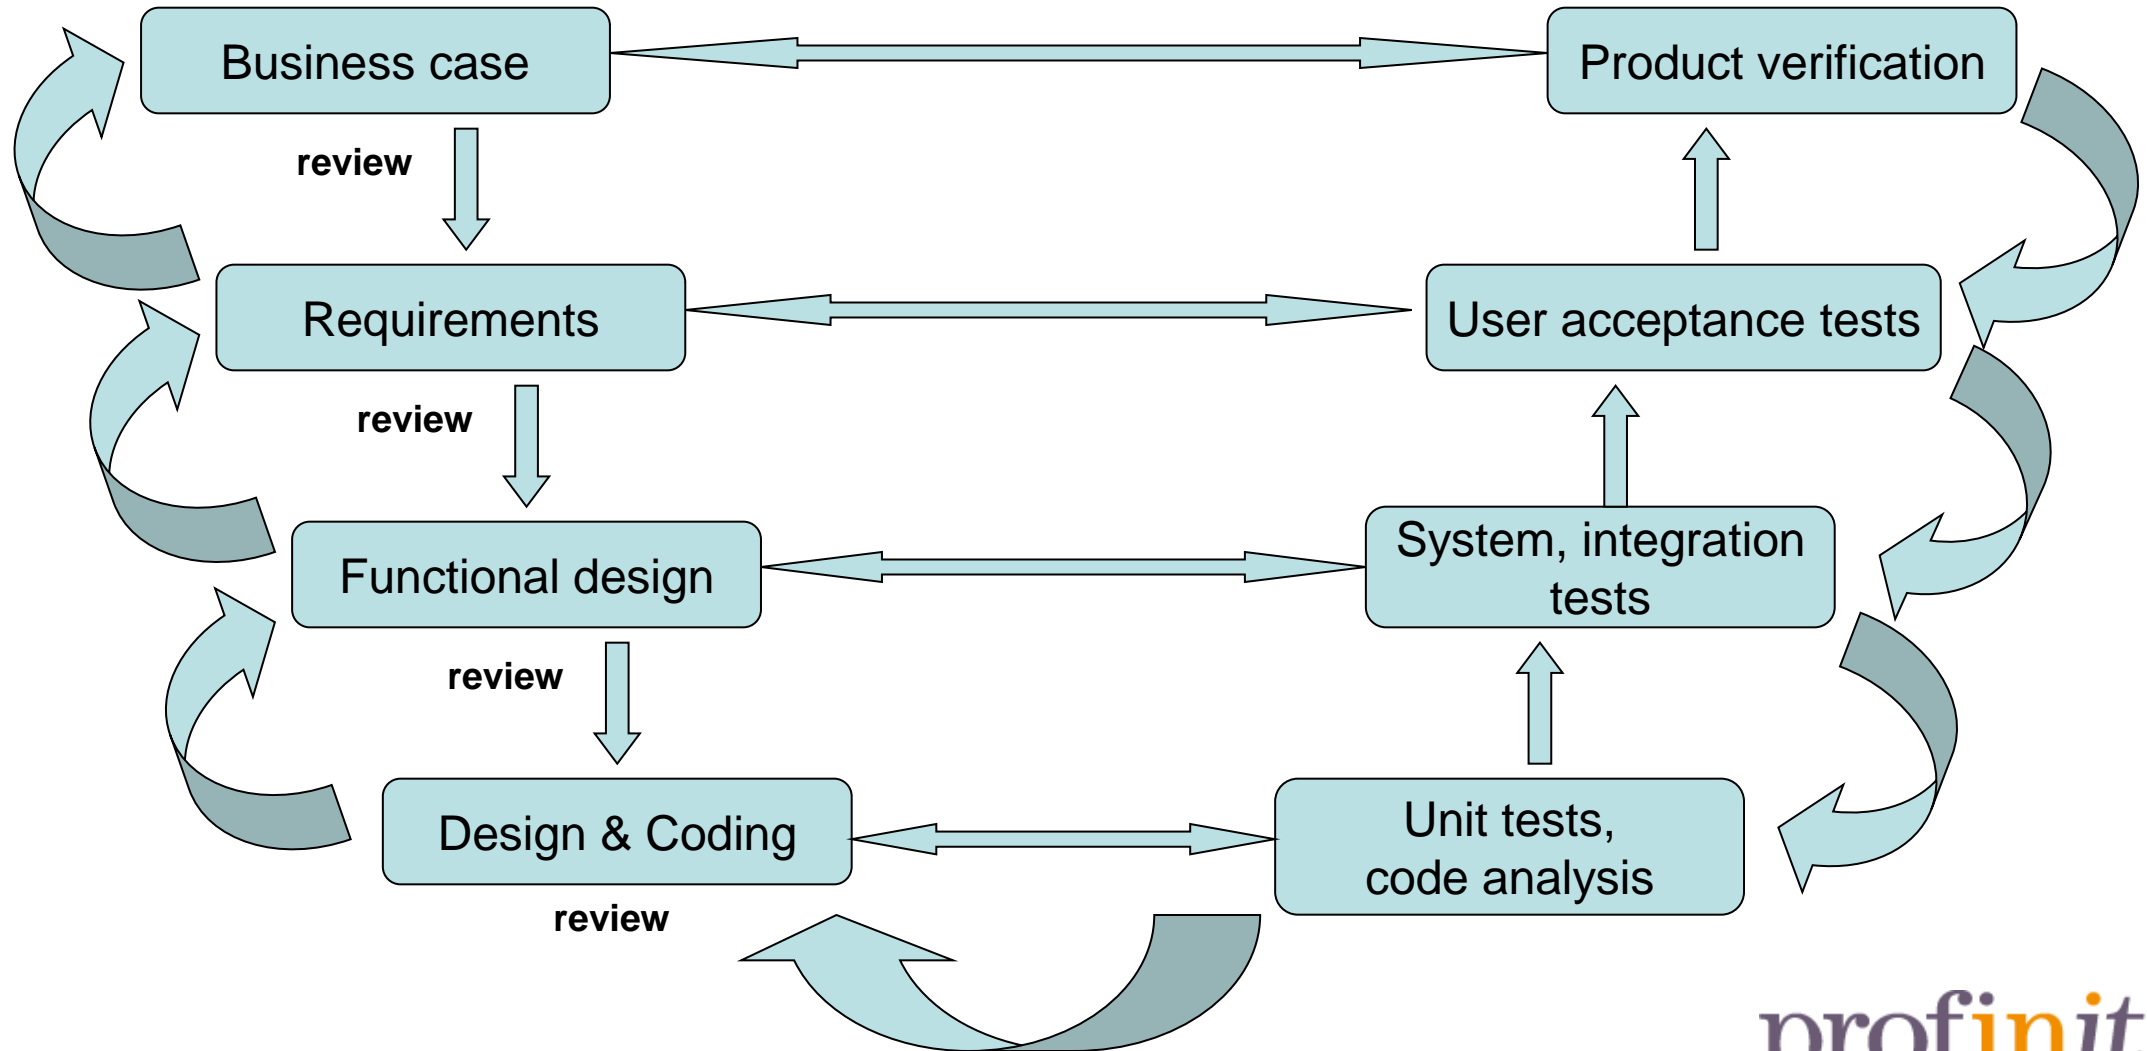 Business case
Product verification
review
Requirements
User acceptance tests
review
Functional design
System, integration
tests
review
Design & Coding
Unit tests,
code analysis
review
profinit